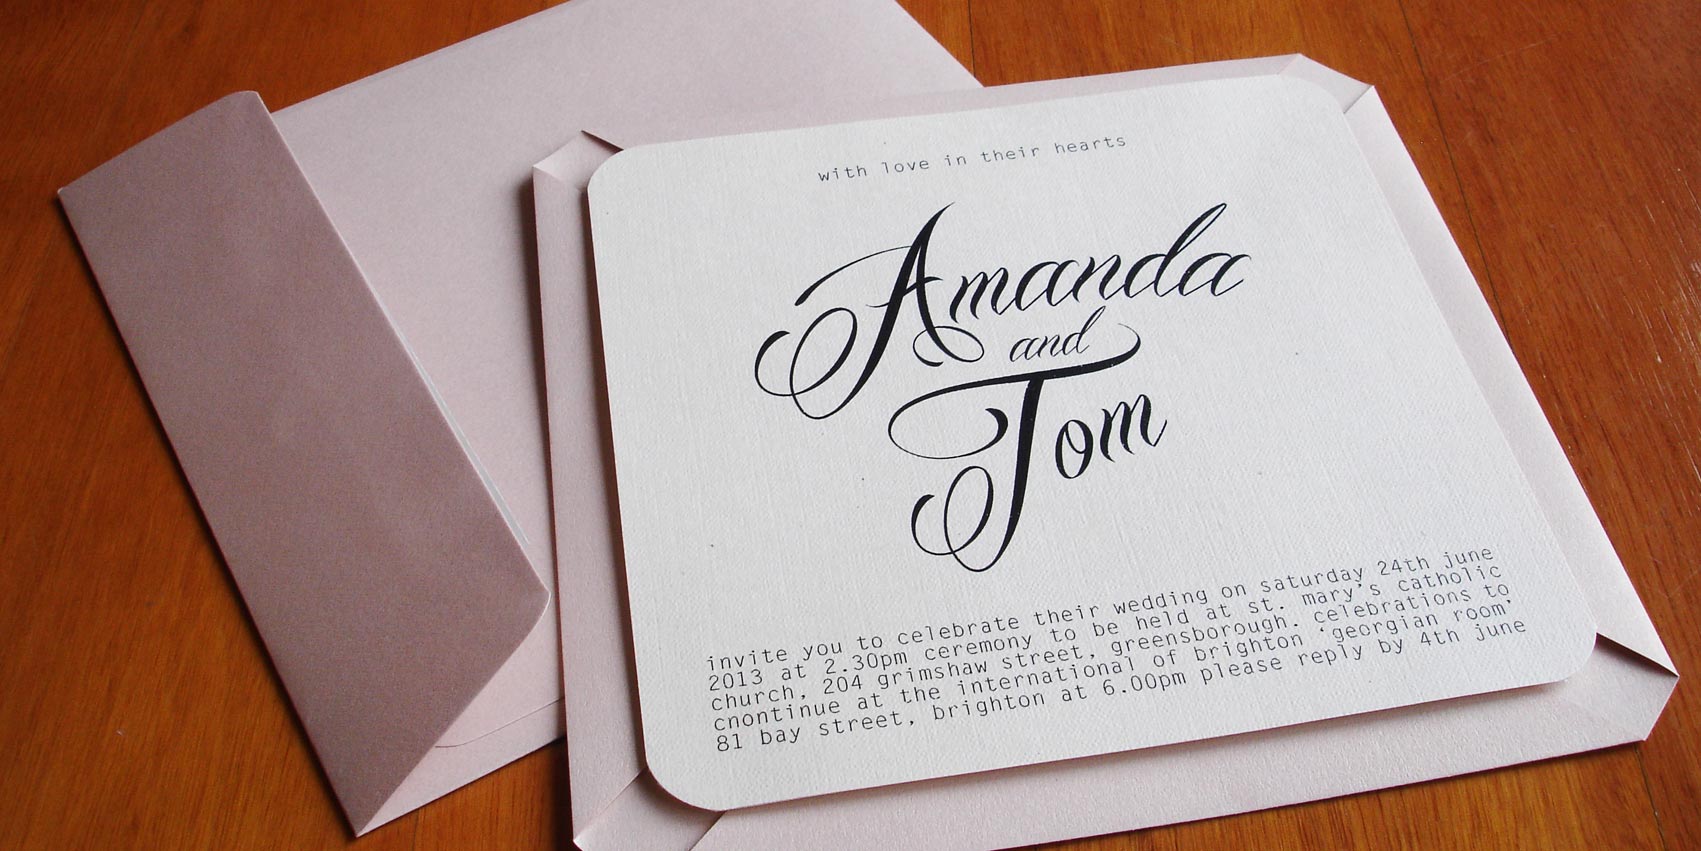 with love in their hearts
Amanda
and
Tom
invite you to celebrate their wedding on saturday 24th june
2013 at 2.30pm ceremony to be held at st. mary's catholic
church, 204 grimshaw street, greensborough. celebrations to
cnontinue at the international of brighton 'georgian room'
81 bay street, brighton at 6.00pm please reply by 4th june